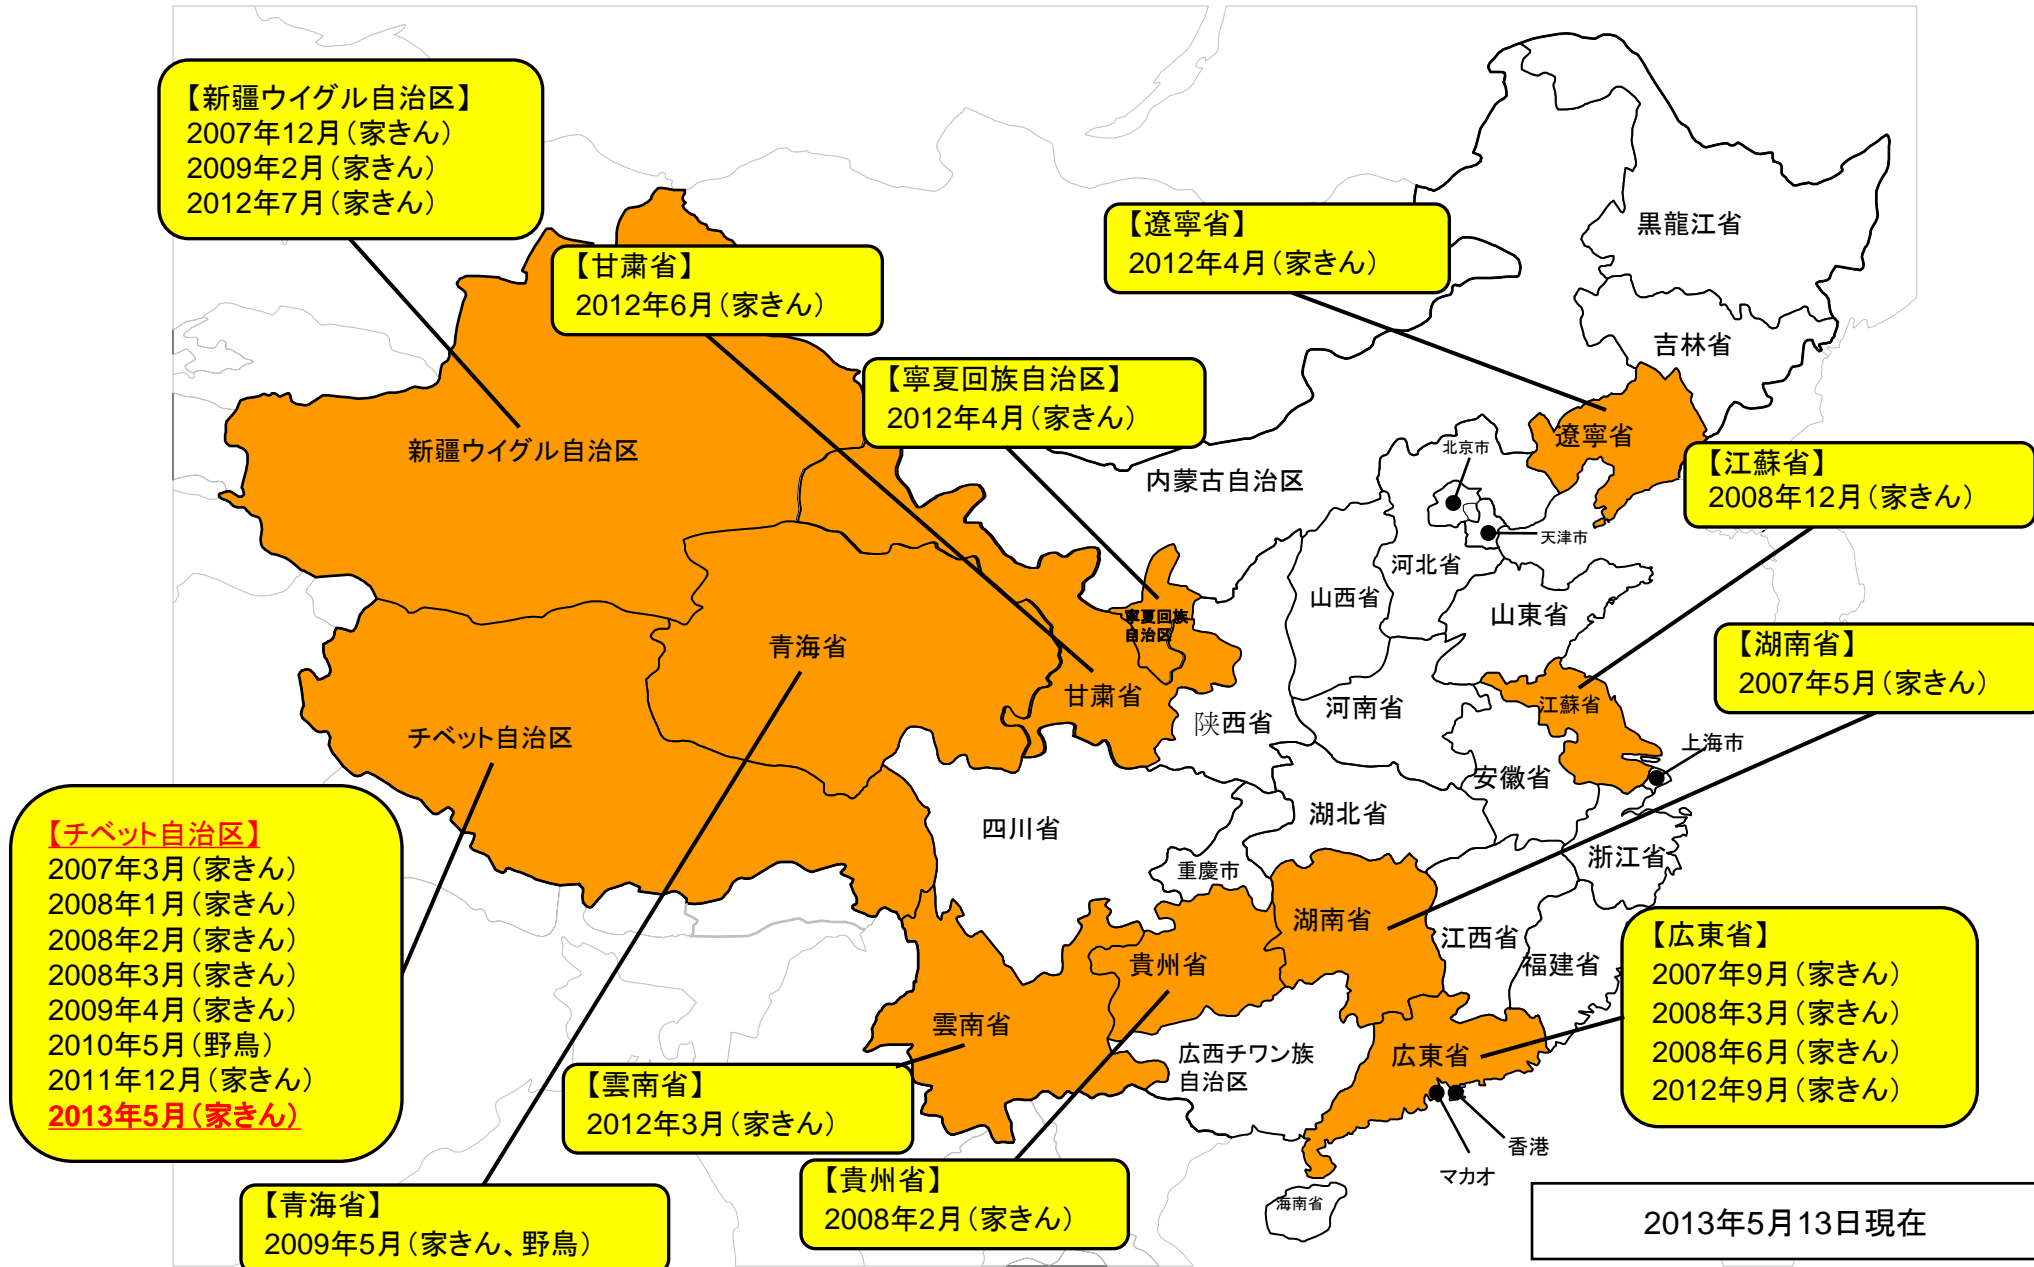 【新疆ウイグル自治区】
2007年12月（家きん）
2009年2月（家きん）
2012年7月（家きん）
【甘粛省】
2012年6月（家きん）
【寧夏回族自治区】
2012年4月（家きん）
【遼寧省】
2012年4月（家きん）
【江蘇省】
2008年12月（家きん）
【湖南省】
2007年5月（家きん）
【広東省】
2007年9月（家きん）
2008年3月（家きん）
2008年6月（家きん）
2012年9月（家きん）
【チベット自治区】
2007年3月（家きん）
2008年1月（家きん）
2008年2月（家きん）
2008年3月（家きん）
2009年4月（家きん）
2010年5月（野鳥）
2011年12月（家きん）
2013年5月（家きん）
【青海省】
2009年5月（家きん、野鳥）
【雲南省】
2012年3月（家きん）
【貴州省】
2008年2月（家きん）
黒龍江省
吉林省
遼寧省
北京市
天津市
内蒙古自治区
新疆ウイグル自治区
河北省
山西省
山東省
寧夏回族
自治区
青海省
甘粛省
陕西省
河南省
江蘇省
上海市
チベット自治区
安徽省
四川省
湖北省
重慶市
浙江省
湖南省
江西省
福建省
貴州省
雲南省
広西チワン族
自治区
広東省
香港
マカオ
海南省
2013年5月13日現在